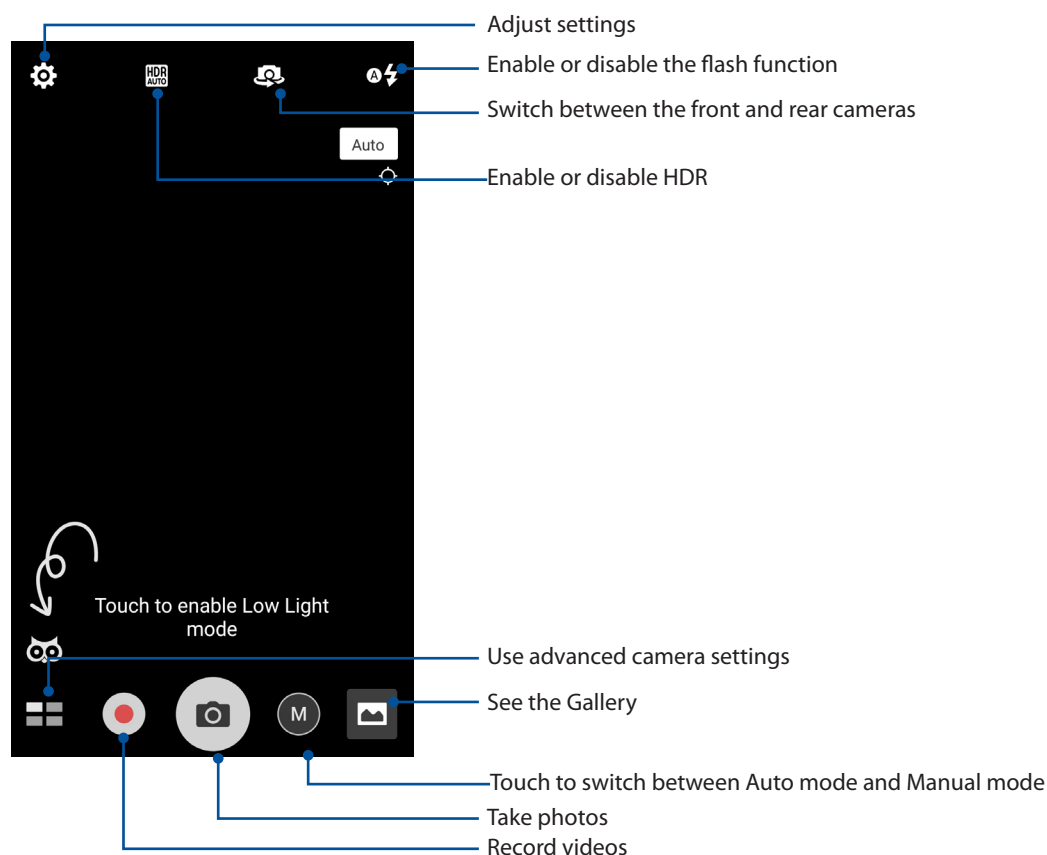 Adjust settings
Enable or disable the flash function
Switch between the front and rear cameras
HDR
AUTO
A
Auto
Enable or disable HDR
Touch to enable Low Light
mode
Use advanced camera settings
See the Gallery
M
Touch to switch between Auto mode and Manual mode
Take photos
Record videos